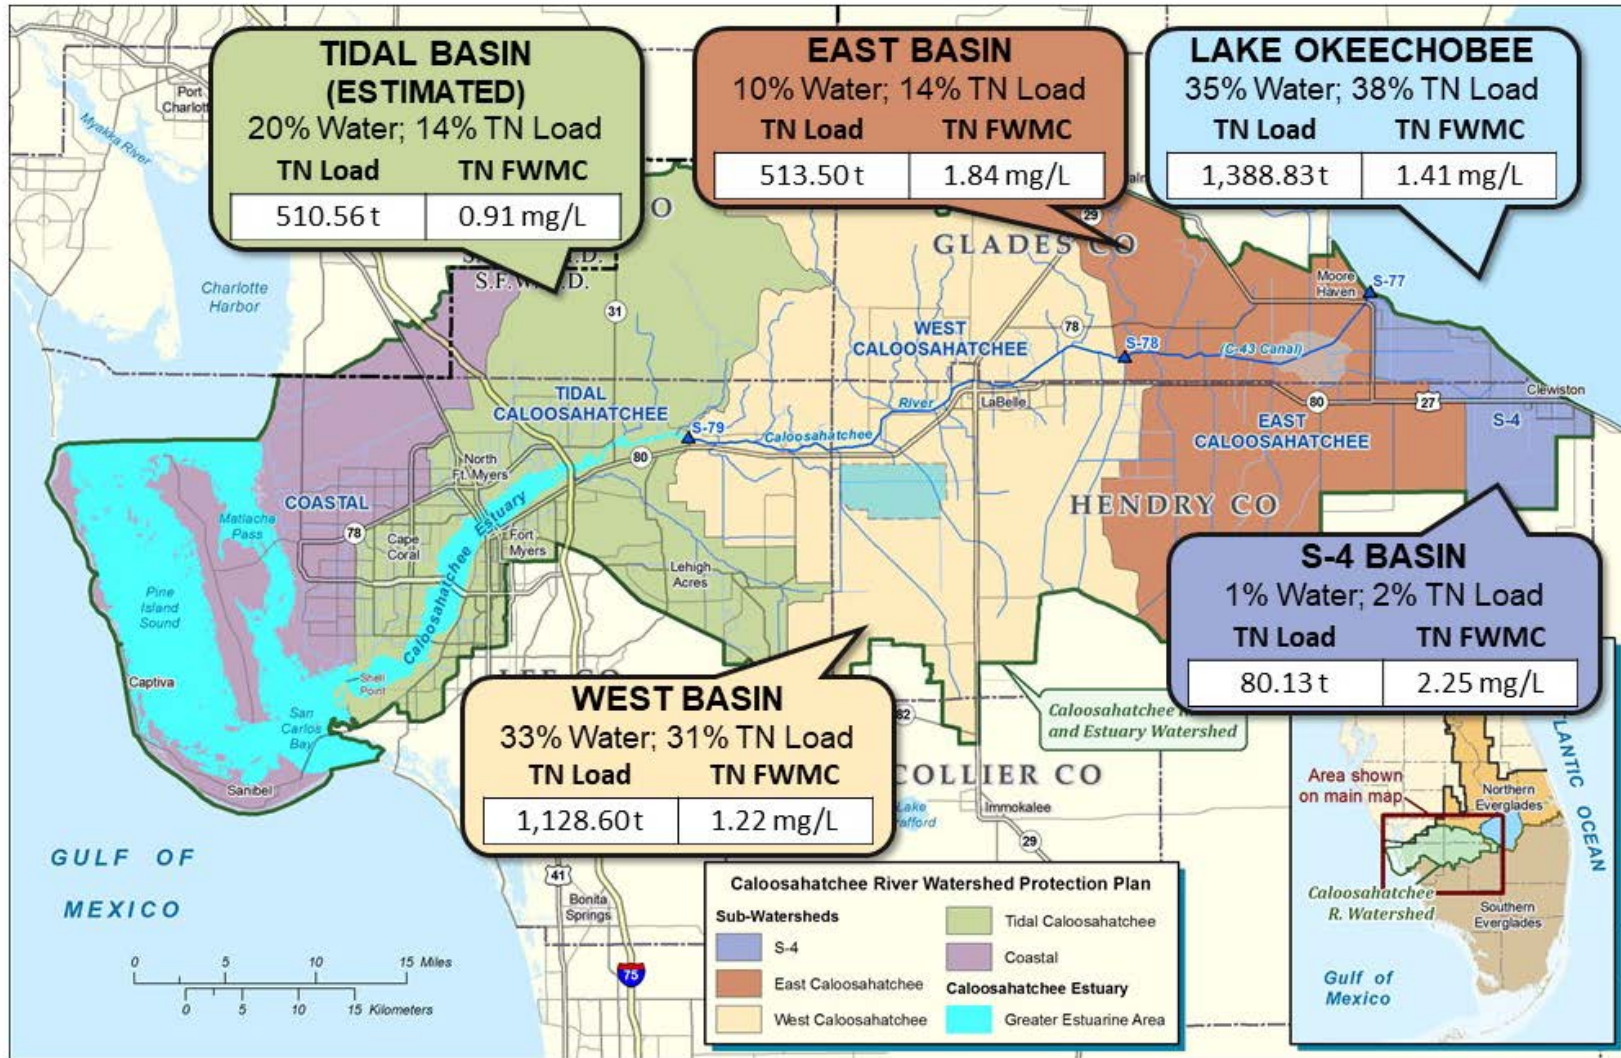 TIDAL BASIN
(ESTIMATED)
20% Water; 14% TN Load
TN Load TN FWMC
510.56 t 0.91 mg/L
EAST BASIN
10% Water; 14% TN Load
TN Load TN FWMC
513.50 t 1.84 mg/L
LAKE OKEECHOBEE
35% Water; 38% TN Load
TN Load TN FWMC
1,388.83 t 1.41 mg/L
Port
Myakka River
Charlotte
Harbor
S.F.W.M.D.
31
29
GLADES CO
Moore
Haven
S-77
WEST
CALOOSAHATCHEE
78
S-78
(C-43 Canal)
TIDAL
CALOOSAHATCHEE
River
LaBelle
Clewiston
80
27
S-4
EAST
CALOOSAHATCHEE
S-79
Caloosahatchee
80
North
Ft. Myers
COASTAL
HENDRY CO
Matlacha
Pass
78
Cape
Coral
Caloosahatchee Estuary
Fort
Myers
Lehigh
Acres
Pine
Island
Sound
Shell
Point
Captiva
San
Carlos
Bay
Sanibel
S-4 BASIN
1% Water; 2% TN Load
TN Load TN FWMC
80.13 t 2.25 mg/L
WEST BASIN
33% Water; 31% TN Load
TN Load TN FWMC
1,128.60 t 1.22 mg/L
Caloosahatchee
and Estuary Watershed
COLLIER CO
Lake
Immokalee
29
GULF OF
MEXICO
41
Bonita
Springs
75
0 5 10 15 Miles
0 5 10 15 Kilometers
Caloosahatchee River Watershed Protection Plan
Sub-Watersheds
S-4
East Caloosahatchee
West Caloosahatchee
Tidal Caloosahatchee
Coastal
Caloosahatchee Estuary
Greater Estuarine Area
Area shown
on main map
Northern
Everglades
OCEAN
Caloosahatchee
R. Watershed
Southern
Everglades
Gulf of
Mexico